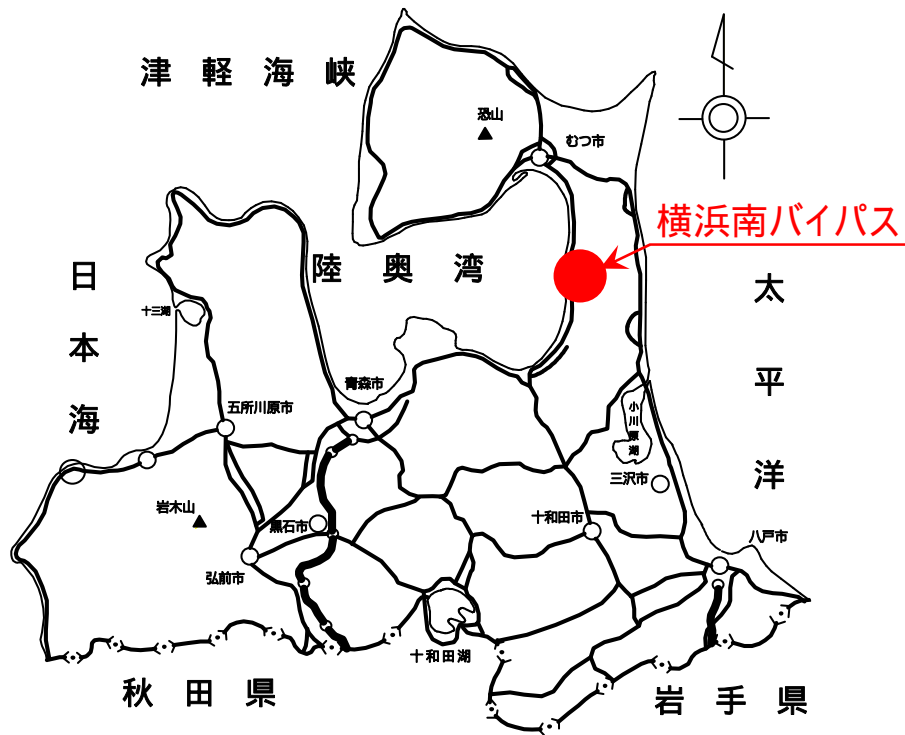 津軽海峡
恐山
むつ市
横浜南バイパス
陸奥湾
日本海
太平洋
十三湖
青森市
五所川原市
小川原湖
三沢市
岩木山
黒石市
十和田市
八戸市
弘前市
十和田湖
秋田県
岩手県